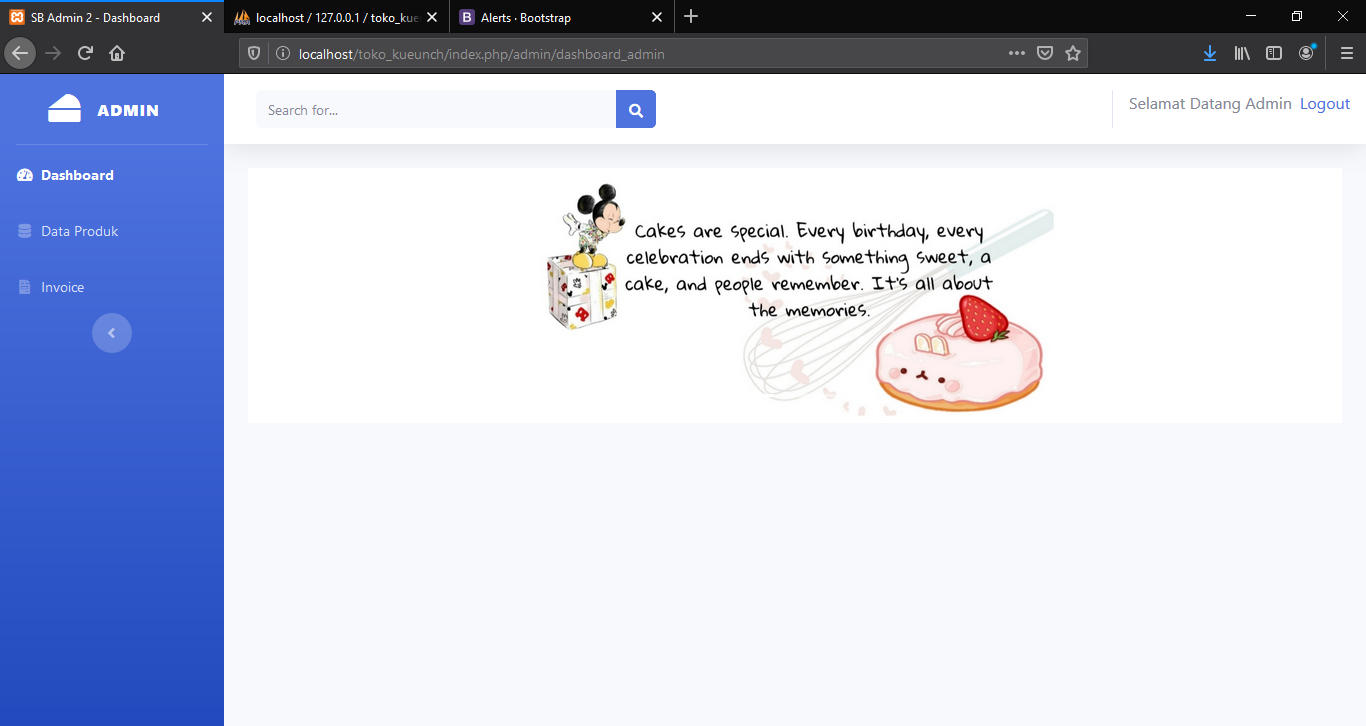 SB Admin 2 - Dashboard
localhost / 127.0.0.1 / toko_kue
Alerts · Bootstrap
localhost/toko_kueunch/index.php/admin/dashboard_admin
ADMIN
Search for...
Selamat Datang Admin Logout
Dashboard
Data Produk
Invoice
Cakes are special. Every birthday, every
celebration ends with something sweet, a
cake, and people remember. It's all about
the memories.